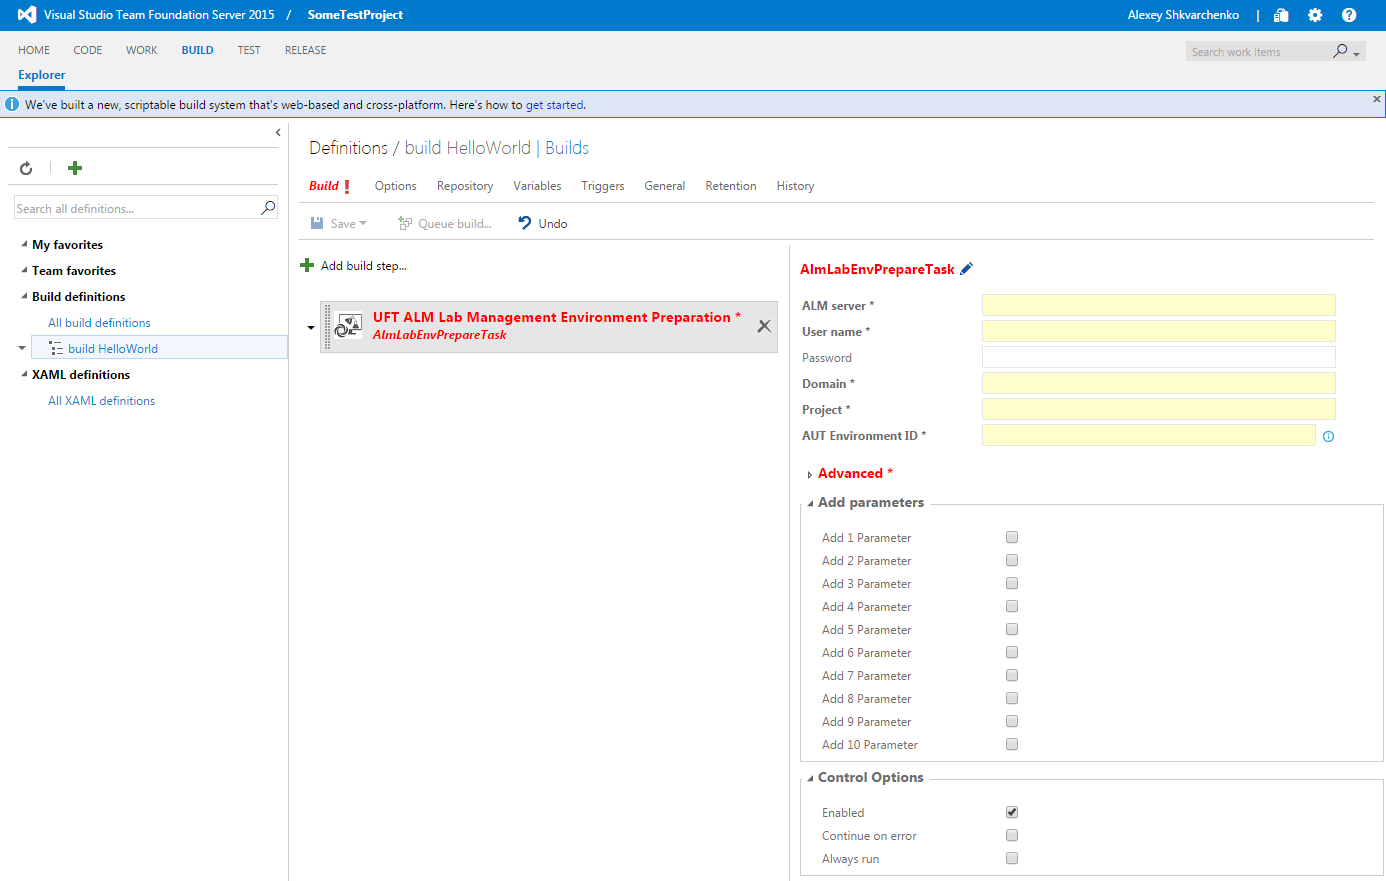 Visual Studio Team Foundation Server 2015 / SomeTestProject
Alexey Shkvarchenko |
HOME CODE WORK BUILD TEST RELEASE
Search work items
Explorer
We've built a new, scriptable build system that's web-based and cross-platform. Here's how to get started.
Search all definitions...
My favorites
Team favorites
Build definitions
All build definitions
build HelloWorld
XAML definitions
All XAML definitions
Definitions / build HelloWorld | Builds
Build ! Options Repository Variables Triggers General Retention History
Save Queue build... Undo
Add build step...
UFT ALM Lab Management Environment Preparation *
AlmLabEnvPrepareTask
AlmLabEnvPrepareTask
ALM server *
User name *
Password
Domain *
Project *
AUT Environment ID *
Advanced *
Add parameters
Add 1 Parameter
Add 2 Parameter
Add 3 Parameter
Add 4 Parameter
Add 5 Parameter
Add 6 Parameter
Add 7 Parameter
Add 8 Parameter
Add 9 Parameter
Add 10 Parameter
Control Options
Enabled
Continue on error
Always run